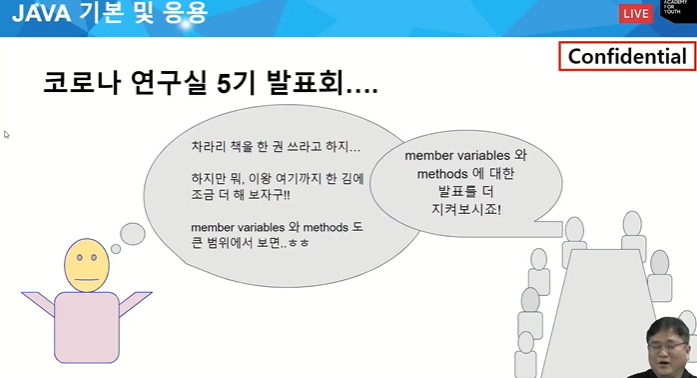 JAVA 기본 및 응용
LIVE
ACADEMY
FOR
YOUTH
Confidential
코로나 연구실 5기 발표회....
차라리 책을 한 권 쓰라고 하지...
하지만 뭐, 이왕 여기까지 한 김에
조금 더 해 보자구!!
member variables 와 methods 도
큰 범위에서 보면..ㅎㅎ
member variables 와
methods 에 대한
발표를 더
지켜보시죠!